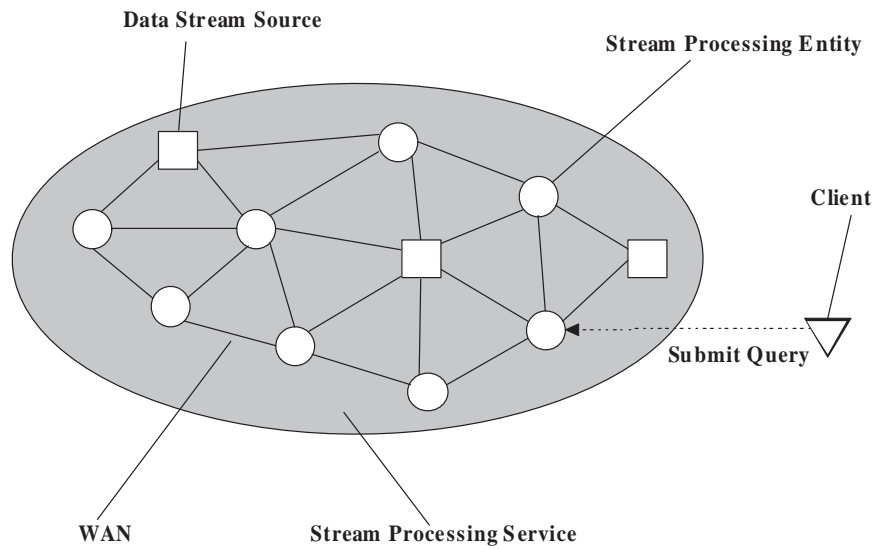 Data Stream Source
Stream Processing Entity
Client
Submit Query
WAN
Stream Processing Service